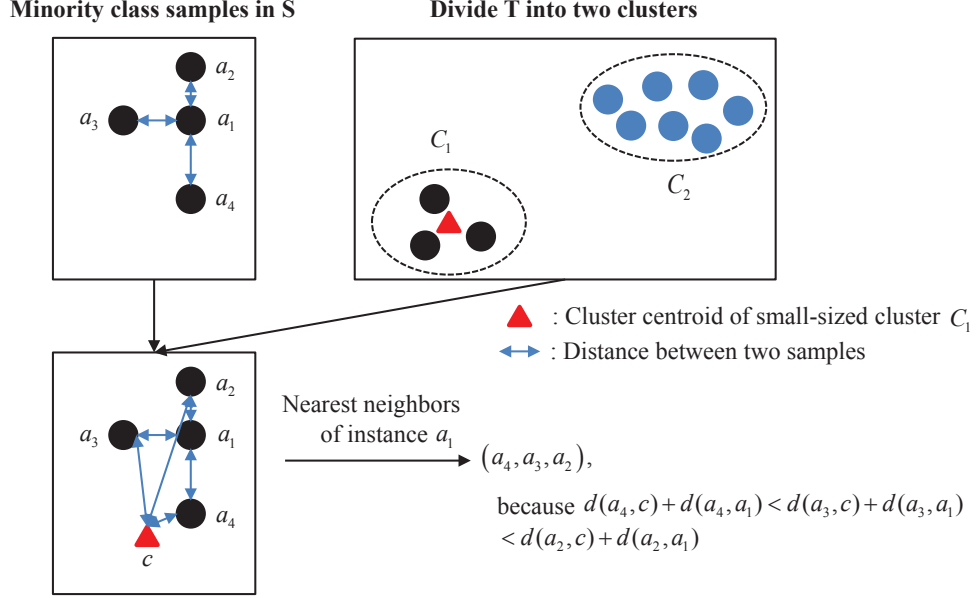 Minority class samples in S
Divide T into two clusters
a₂
a₃
a₁
a₄
C₁
C₂
: Cluster centroid of small-sized cluster C₁
: Distance between two samples
a₂
a₃
a₁
a₄
c
Nearest neighbors
of instance a₁
(a₄, a₃, a₂),
because d(a₄, c) + d(a₄, a₁) < d(a₃, c) + d(a₃, a₁)
< d(a₂, c) + d(a₂, a₁)